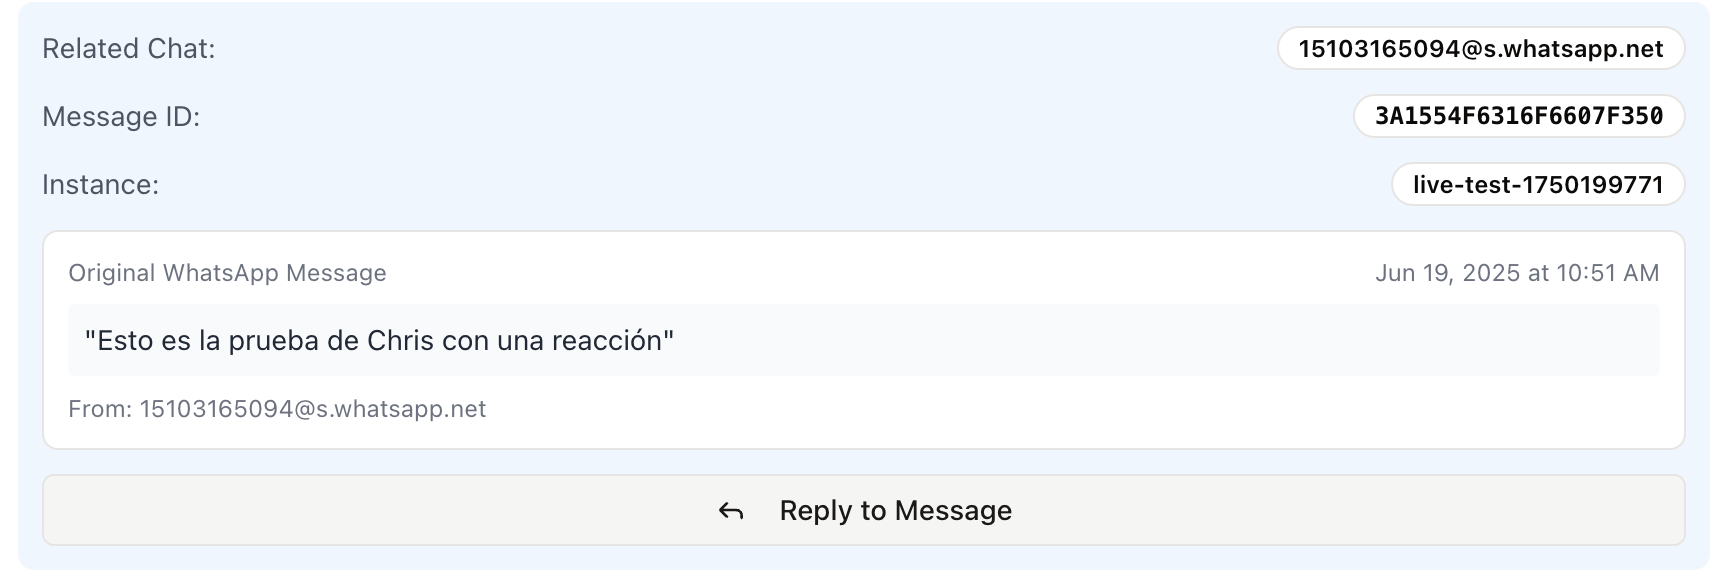 Related Chat: 15103165094@s.whatsapp.net
Message ID: 3A1554F6316F6607F350
Instance: live-test-1750199771
Original WhatsApp Message Jun 19, 2025 at 10:51 AM
"Esto es la prueba de Chris con una reacción"
From: 15103165094@s.whatsapp.net
Reply to Message